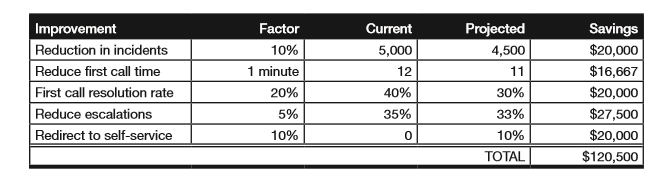 Improvement Factor Current Projected Savings
Reduction in incidents 10% 5,000 4,500 $20,000
Reduce first call time 1 minute 12 11 $16,667
First call resolution rate 20% 40% 30% $20,000
Reduce escalations 5% 35% 33% $27,500
Redirect to self-service 10% 0 10% $20,000
TOTAL $120,500